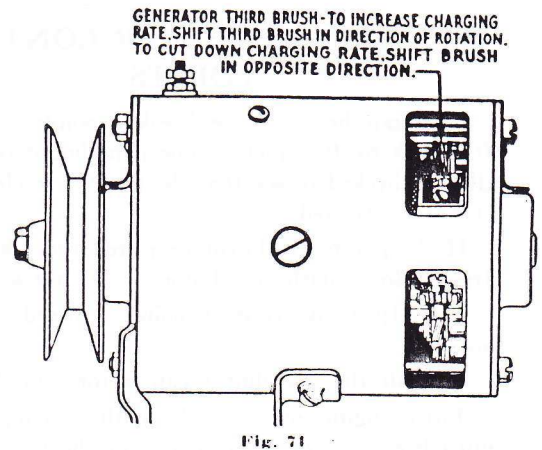 GENERATOR THIRD BRUSH-TO INCREASE CHARGING
RATE, SHIFT THIRD BRUSH IN DIRECTION OF ROTATION.
TO CUT DOWN CHARGING RATE, SHIFT BRUSH
IN OPPOSITE DIRECTION.
Fig. 71